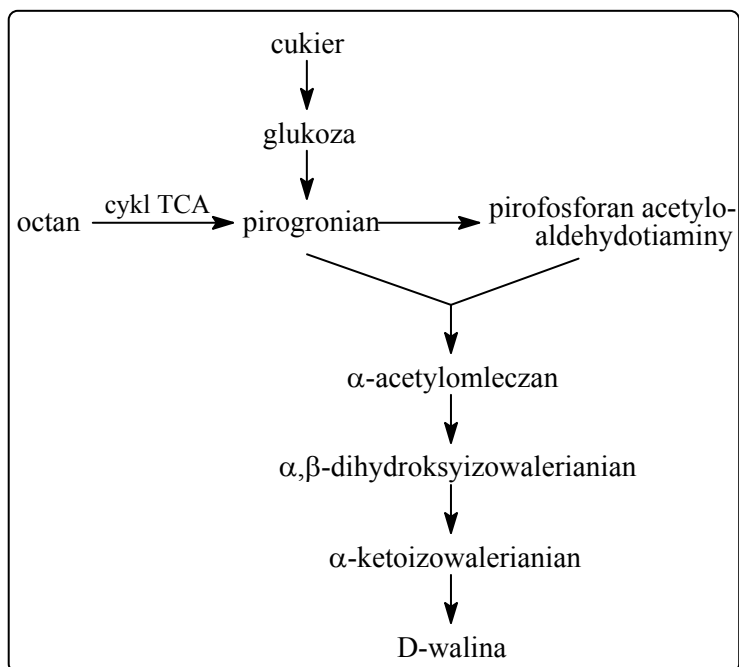 cukier
glukoza
cykl TCA
octan
pirogronian
pirofosforan acetylo-
aldehydotiaminy
α-acetylomleczan
α,β-dihydroksyizowalerianian
α-ketoizowalerianian
D-walina